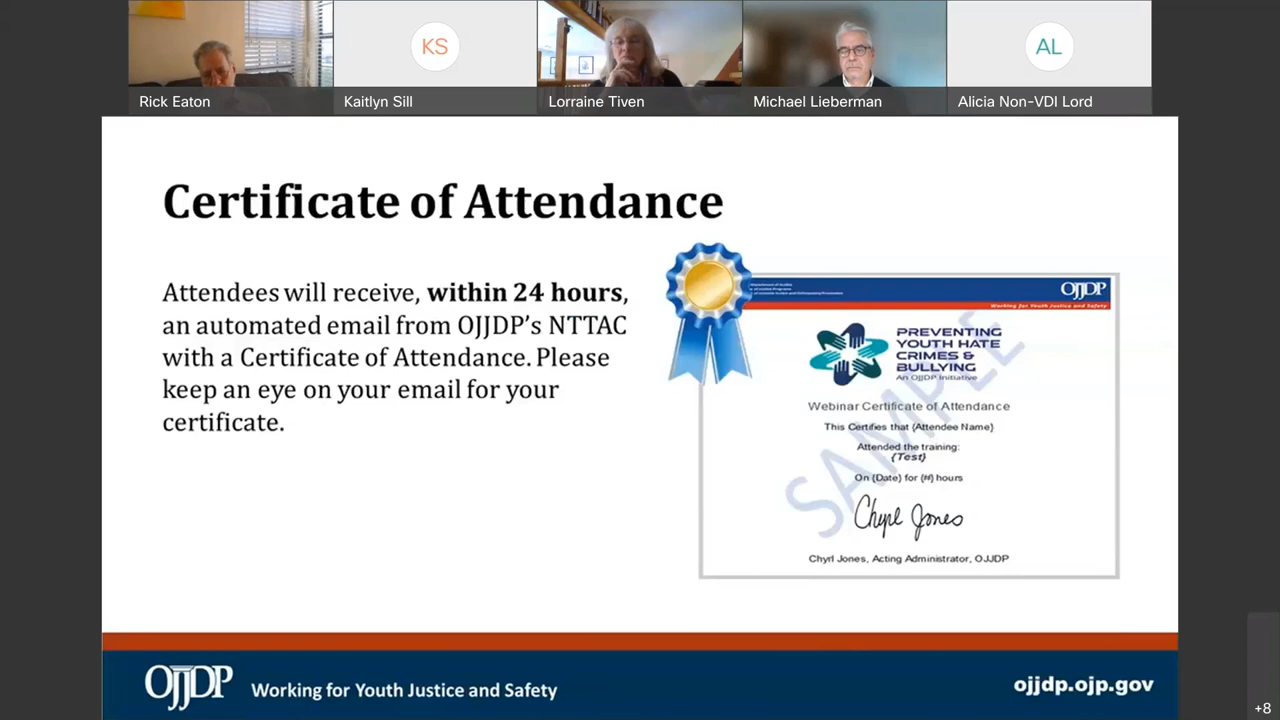 KS
AL
Rick Eaton
Kaitlyn Sill
Lorraine Tiven
Michael Lieberman
Alicia Non-VDI Lord
Certificate of Attendance
Attendees will receive, within 24 hours,
an automated email from OJJDP's NTTAC
with a Certificate of Attendance. Please
keep an eye on your email for your
certificate.
OJJDP
Working for Youth Justice and Safety
PREVENTING
YOUTH HATE
CRIMES &
BULLYING
An OJJDP Initiative
SAMPLE
Webinar Certificate of Attendance
This Certifies that {Attendee Name}
Attended the training:
{Test}
On {Date} for {#} hours
Chyrl Jones
Chyrl Jones, Acting Administrator, OJJDP
OJJDP
Working for Youth Justice and Safety
ojjdp.ojp.gov
+8